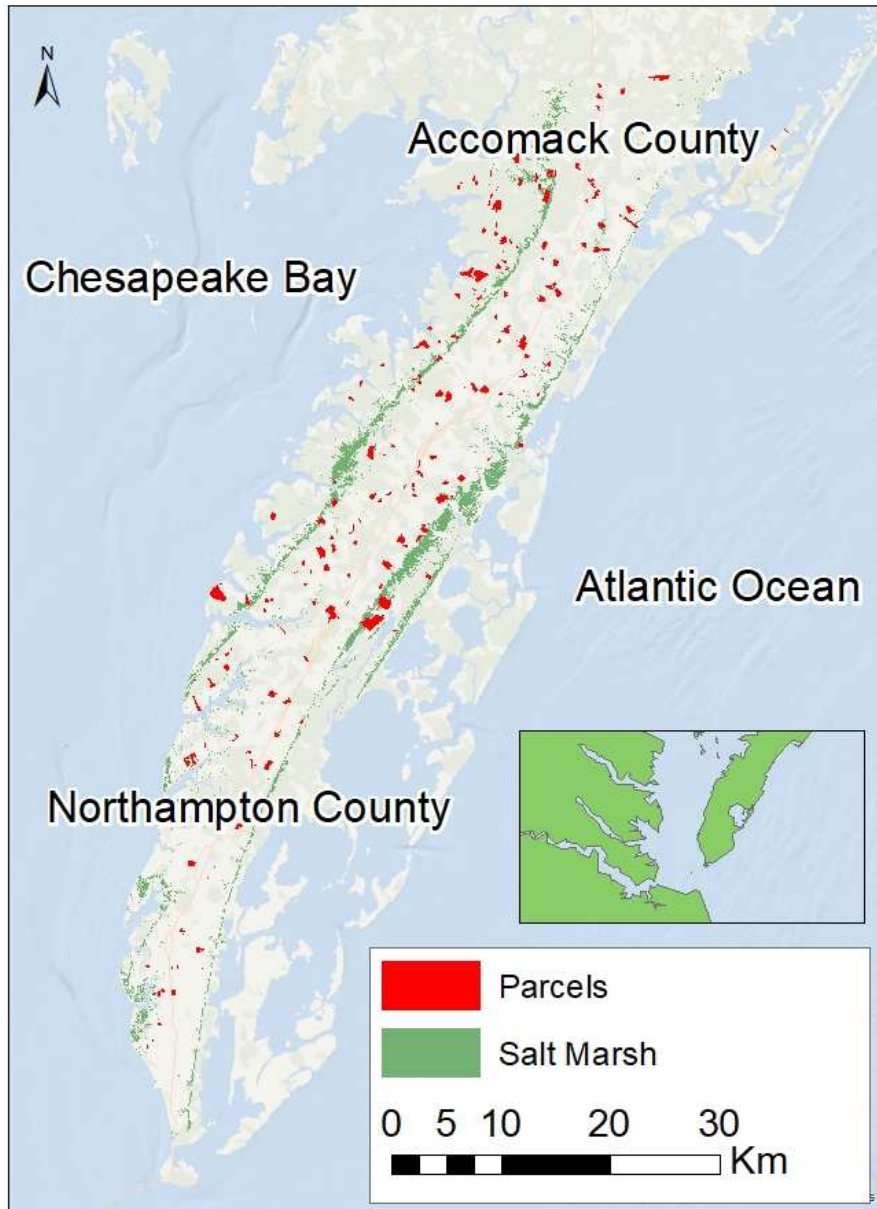 N
Accomack County
Chesapeake Bay
Atlantic Ocean
Northampton County
Parcels
Salt Marsh
0 5 10 20 30
Km